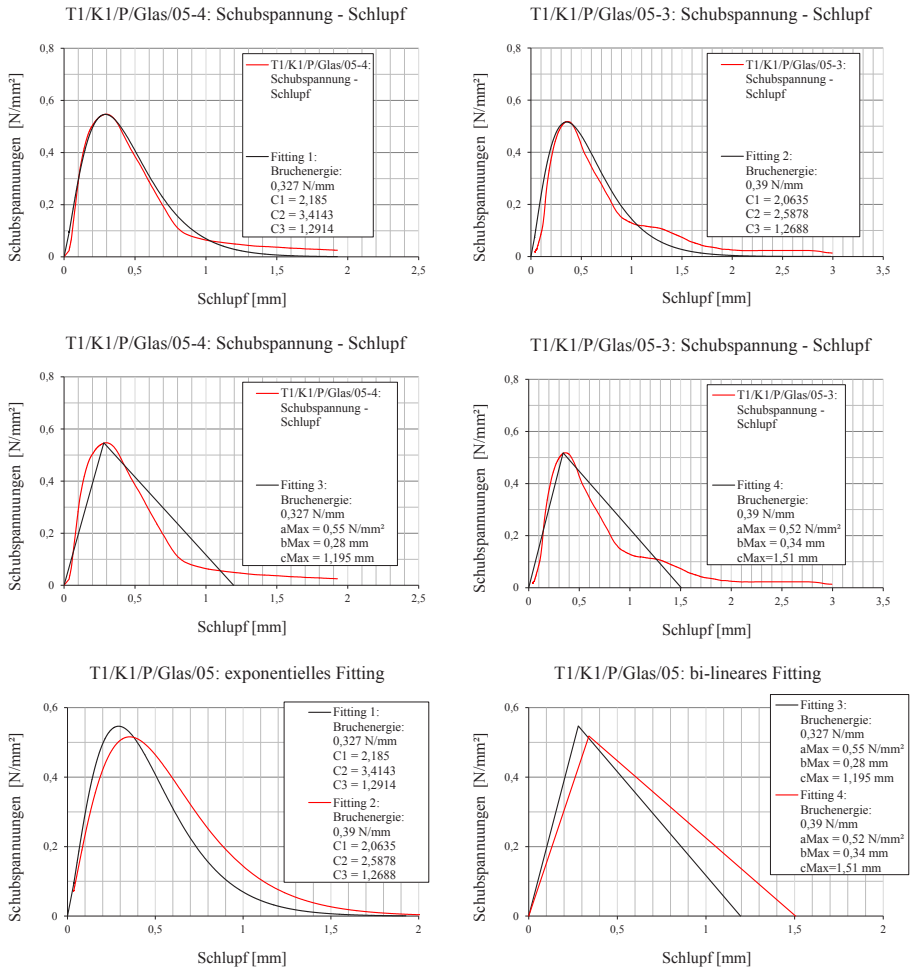 T1/K1/P/Glas/05-4: Schubspannung - Schlupf
0,8
0,6
0,4
0,2
0
0
0,5
1
1,5
2
2,5
Schubspannuungen [N/mm²]
Schlupf [mm]
T1/K1/P/Glas/05-4:
Schubspannung -
Schlupf
Fitting 1:
Bruchenergie:
0,327 N/mm
C1 = 2,185
C2 = 3,4143
C3 = 1,2914
T1/K1/P/Glas/05-3: Schubspannung - Schlupf
0,8
0,6
0,4
0,2
0
0
0,5
1
1,5
2
2,5
3
3,5
Schubspannuungen [N/mm²]
Schlupf [mm]
T1/K1/P/Glas/05-3:
Schubspannung -
Schlupf
Fitting 2:
Bruchenergie:
0,39 N/mm
C1 = 2,0635
C2 = 2,5878
C3 = 1,2688
T1/K1/P/Glas/05-4: Schubspannung - Schlupf
0,8
0,6
0,4
0,2
0
0
0,5
1
1,5
2
2,5
Schubspannuungen [N/mm²]
Schlupf [mm]
T1/K1/P/Glas/05-4:
Schubspannung -
Schlupf
Fitting 3:
Bruchenergie:
0,327 N/mm
aMax = 0,55 N/mm²
bMax = 0,28 mm
cMax = 1,195 mm
T1/K1/P/Glas/05-3: Schubspannung - Schlupf
0,8
0,6
0,4
0,2
0
0
0,5
1
1,5
2
2,5
3
3,5
Schubspannuungen [N/mm²]
Schlupf [mm]
T1/K1/P/Glas/05-3:
Schubspannung -
Schlupf
Fitting 4:
Bruchenergie:
0,39 N/mm
aMax = 0,52 N/mm²
bMax = 0,34 mm
cMax=1,51 mm
T1/K1/P/Glas/05: exponentielles Fitting
0,6
0,4
0,2
0
0
0,5
1
1,5
2
Schubspannuungen [N/mm²]
Schlupf [mm]
Fitting 1:
Bruchenergie:
0,327 N/mm
C1 = 2,185
C2 = 3,4143
C3 = 1,2914
Fitting 2:
Bruchenergie:
0,39 N/mm
C1 = 2,0635
C2 = 2,5878
C3 = 1,2688
T1/K1/P/Glas/05: bi-lineares Fitting
0,6
0,4
0,2
0
0
0,5
1
1,5
2
Schubspannuungen [N/mm²]
Schlupf [mm]
Fitting 3:
Bruchenergie:
0,327 N/mm
aMax = 0,55 N/mm²
bMax = 0,28 mm
cMax = 1,195 mm
Fitting 4:
Bruchenergie:
0,39 N/mm
aMax = 0,52 N/mm²
bMax = 0,34 mm
cMax=1,51 mm